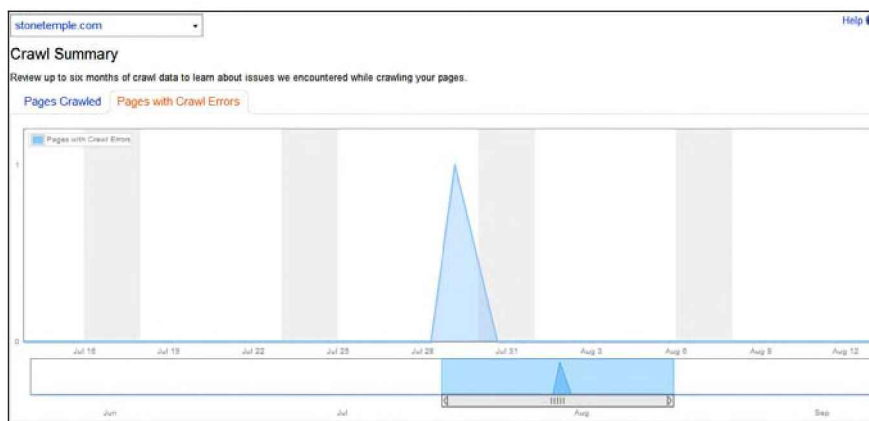 stonetemple.com
Help
Crawl Summary
Review up to six months of crawl data to learn about issues we encountered while crawling your pages.
Pages Crawled Pages with Crawl Errors
Pages with Crawl Errors
1
0
Jul 16 Jul 19 Jul 22 Jul 25 Jul 28 Jul 31 Aug 3 Aug 6 Aug 9 Aug 12
Jun Jul Aug Sep